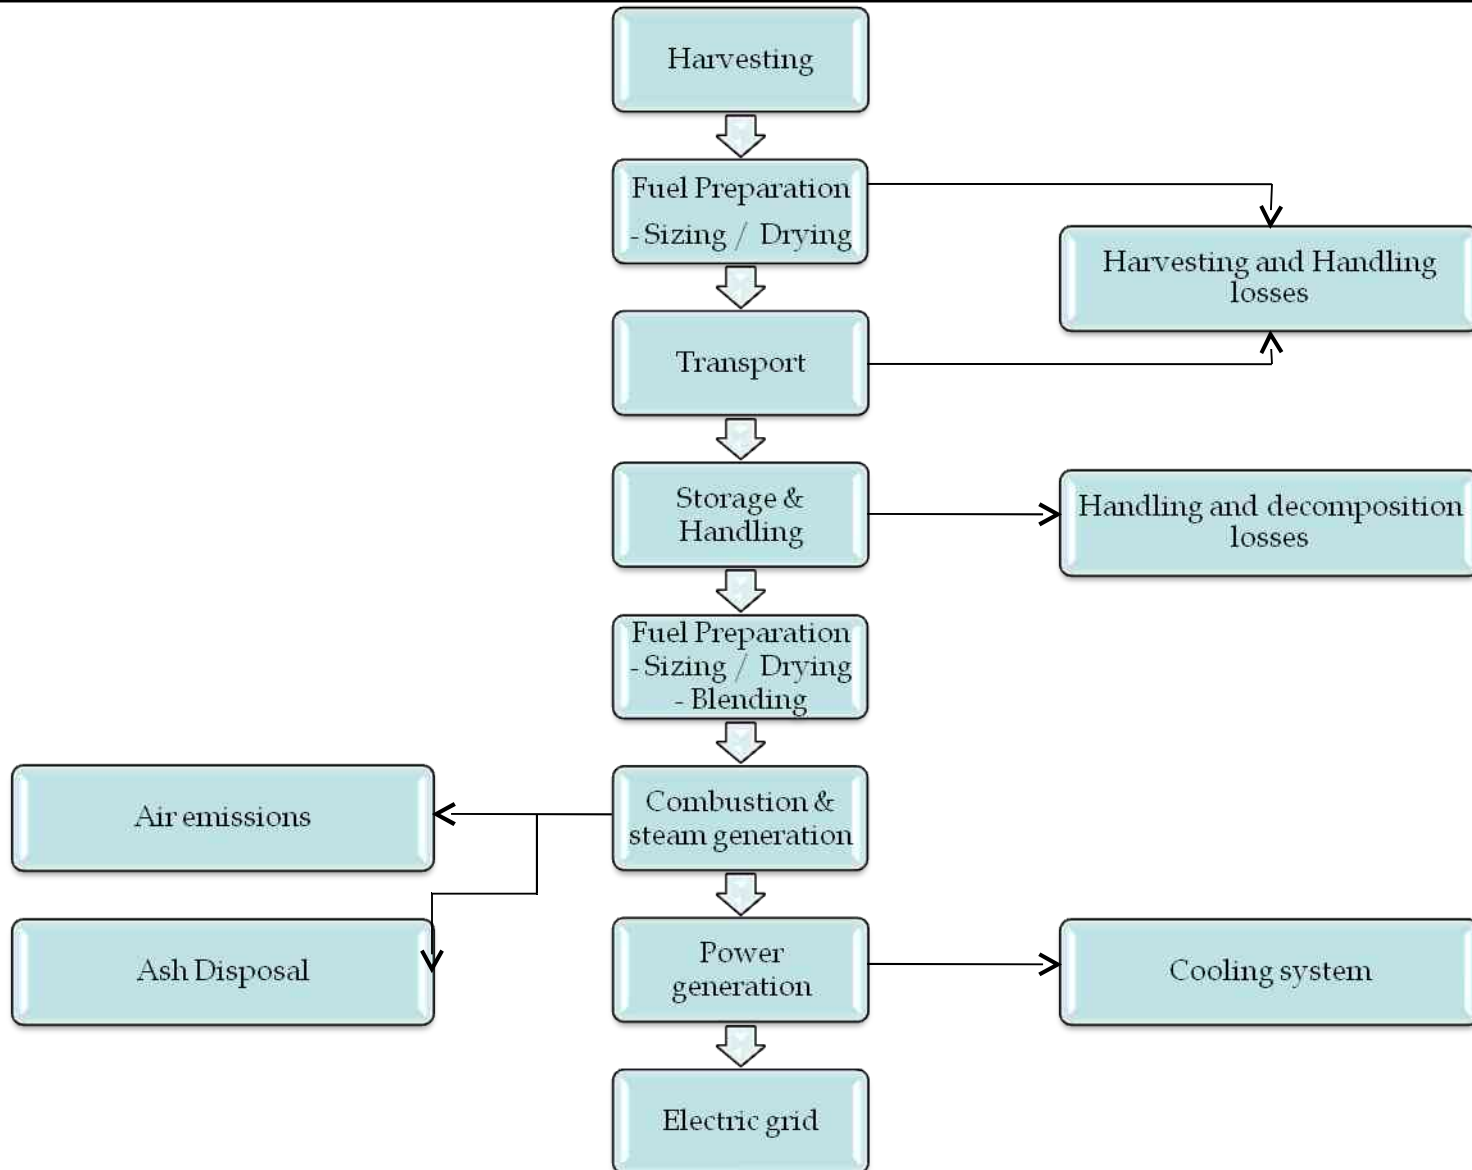 Harvesting
Fuel Preparation
- Sizing / Drying
Harvesting and Handling
losses
Transport
Storage &
Handling
Handling and decomposition
losses
Fuel Preparation
- Sizing / Drying
- Blending
Air emissions
Combustion &
steam generation
Ash Disposal
Power
generation
Cooling system
Electric grid